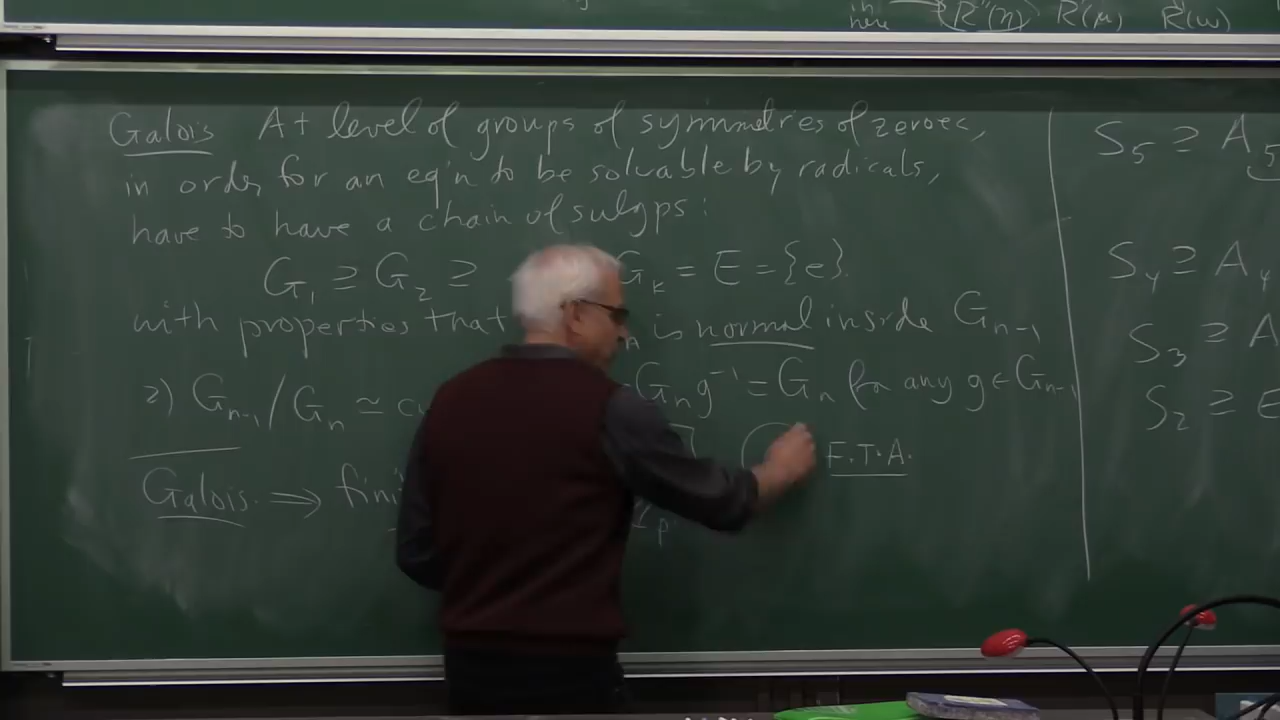 here R''(η) R'(μ) R'(ω)
Galois At level of groups of symmetries of zeroes,
in order for an eq'n to be solvable by radicals,
have to have a chain of subgps:
G₁ ≥ G₂ ≥ G_k = E = {e}.
with properties that n is normal inside G_{n-1}
2) G_{n-1}/G_n ≃ G_n g⁻¹ = G_n for any g ∈ G_{n-1}
Galois ⟹ F.T.A.
S₅ ≥ A₅
S₄ ≥ A₄
S₃ ≥ A
S₂ ≥ E